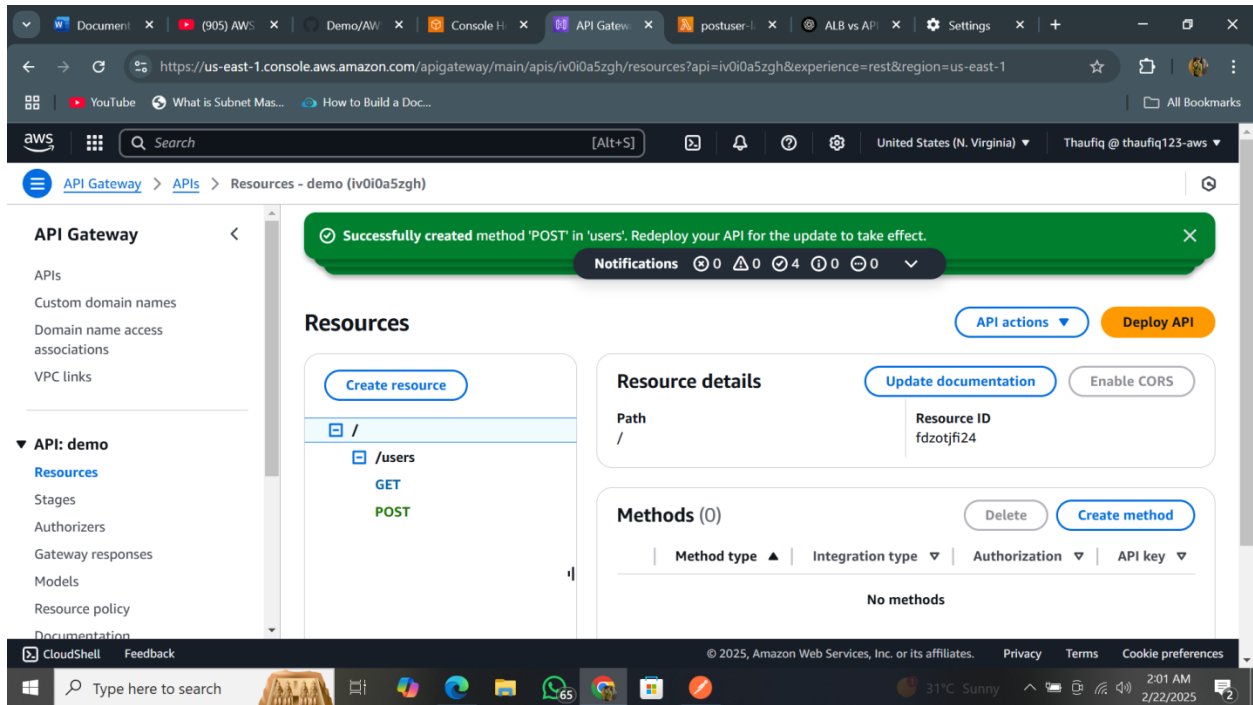 Document
(905) AWS
Demo/AW
Console H
API Gatew
postuser-l
ALB vs API
Settings
https://us-east-1.console.aws.amazon.com/apigateway/main/apis/iv0i0a5zgh/resources?api=iv0i0a5zgh&experience=rest&region=us-east-1
YouTube
What is Subnet Mas...
How to Build a Doc...
All Bookmarks
aws
Search
[Alt+S]
United States (N. Virginia) ▼
Thaufiq @ thaufiq123-aws ▼
API Gateway > APIs > Resources - demo (iv0i0a5zgh)
API Gateway
APIs
Custom domain names
Domain name access
associations
VPC links
▼ API: demo
Resources
Stages
Authorizers
Gateway responses
Models
Resource policy
Documentation
Successfully created method 'POST' in 'users'. Redeploy your API for the update to take effect.
Notifications 0 0 4 0 0
Resources
API actions ▼
Deploy API
Create resource
/
/users
GET
POST
Resource details
Update documentation
Enable CORS
Path
/
Resource ID
fdzotjfi24
Methods (0)
Delete
Create method
Method type ▲ | Integration type ▽ | Authorization ▽ | API key ▽
No methods
CloudShell Feedback
© 2025, Amazon Web Services, Inc. or its affiliates. Privacy Terms Cookie preferences
Type here to search
65
31°C Sunny
2:01 AM
2/22/2025
2